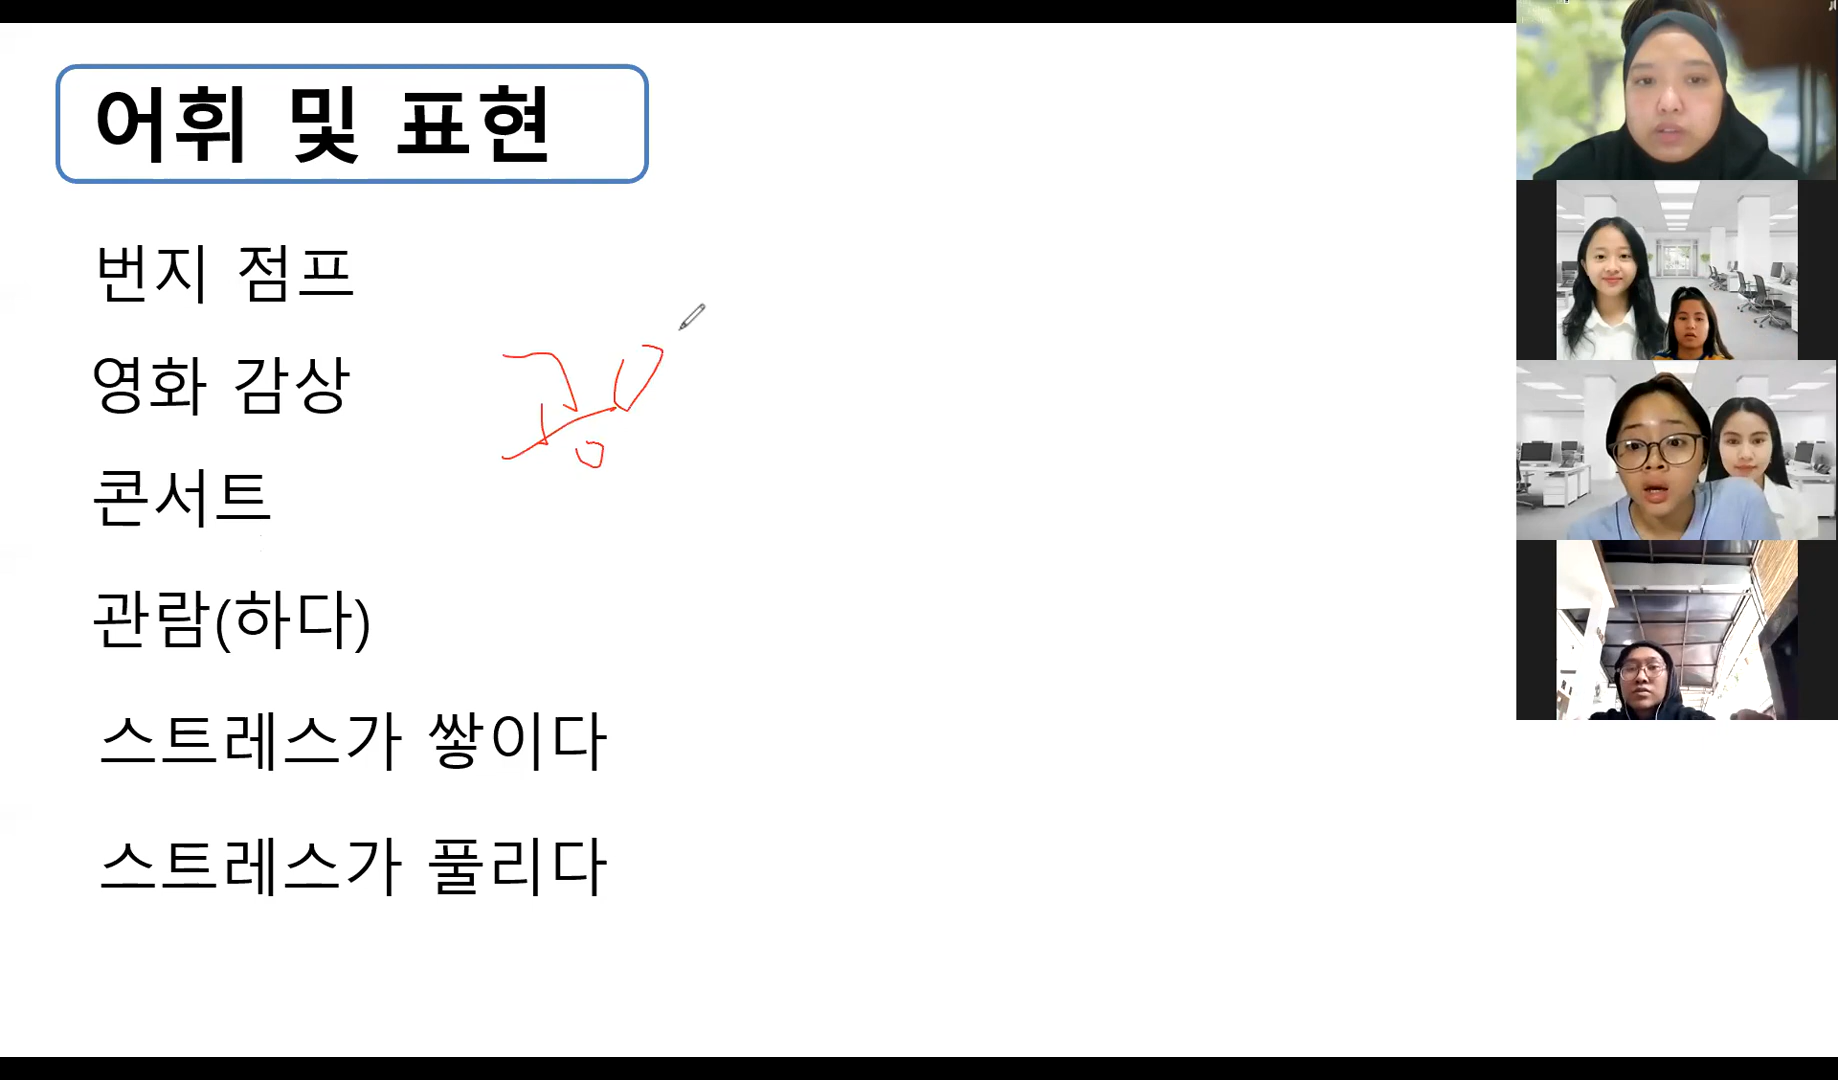 어휘 및 표현
번지 점프
영화 감상
콘서트
관람(하다)
스트레스가 쌓이다
스트레스가 풀리다